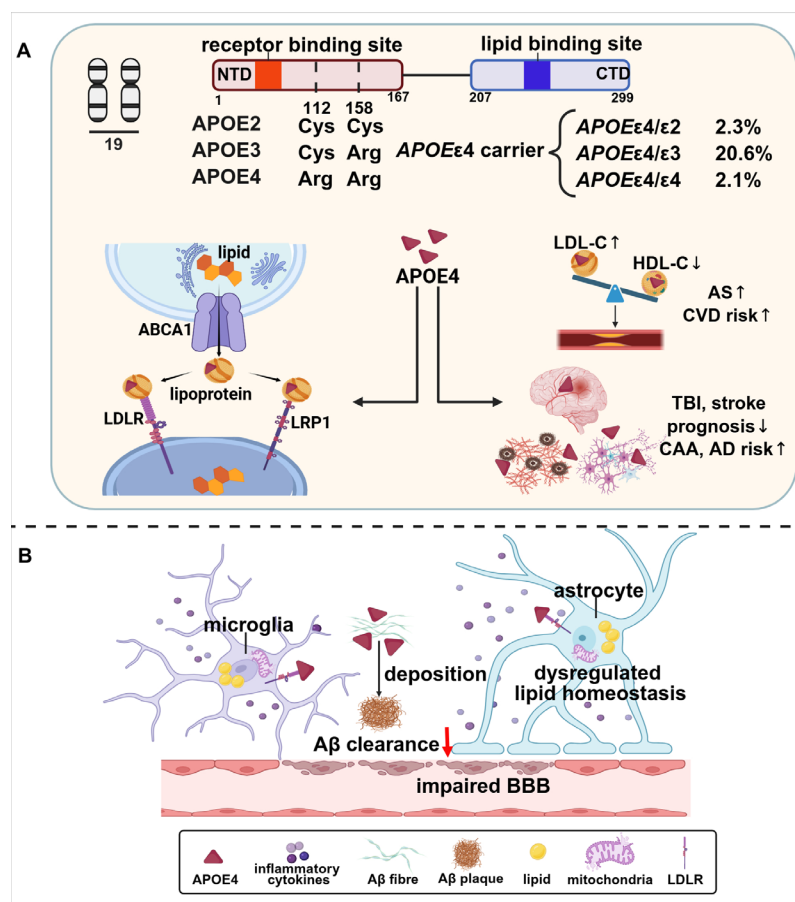 A
receptor binding site
lipid binding site
NTD
CTD
1
167
207
299
112
158
19
APOE2 Cys Cys
APOE3 Cys Arg
APOE4 Arg Arg
APOEε4 carrier
APOEε4/ε2 2.3%
APOEε4/ε3 20.6%
APOEε4/ε4 2.1%
lipid
ABCA1
lipoprotein
LDLR
LRP1
APOE4
LDL-C↑
HDL-C↓
AS↑
CVD risk↑
TBI, stroke
prognosis↓
CAA, AD risk↑
B
microglia
deposition
astrocyte
dysregulated
lipid homeostasis
Aβ clearance
impaired BBB
APOE4
inflammatory
cytokines
Aβ fibre
Aβ plaque
lipid
mitochondria
LDLR